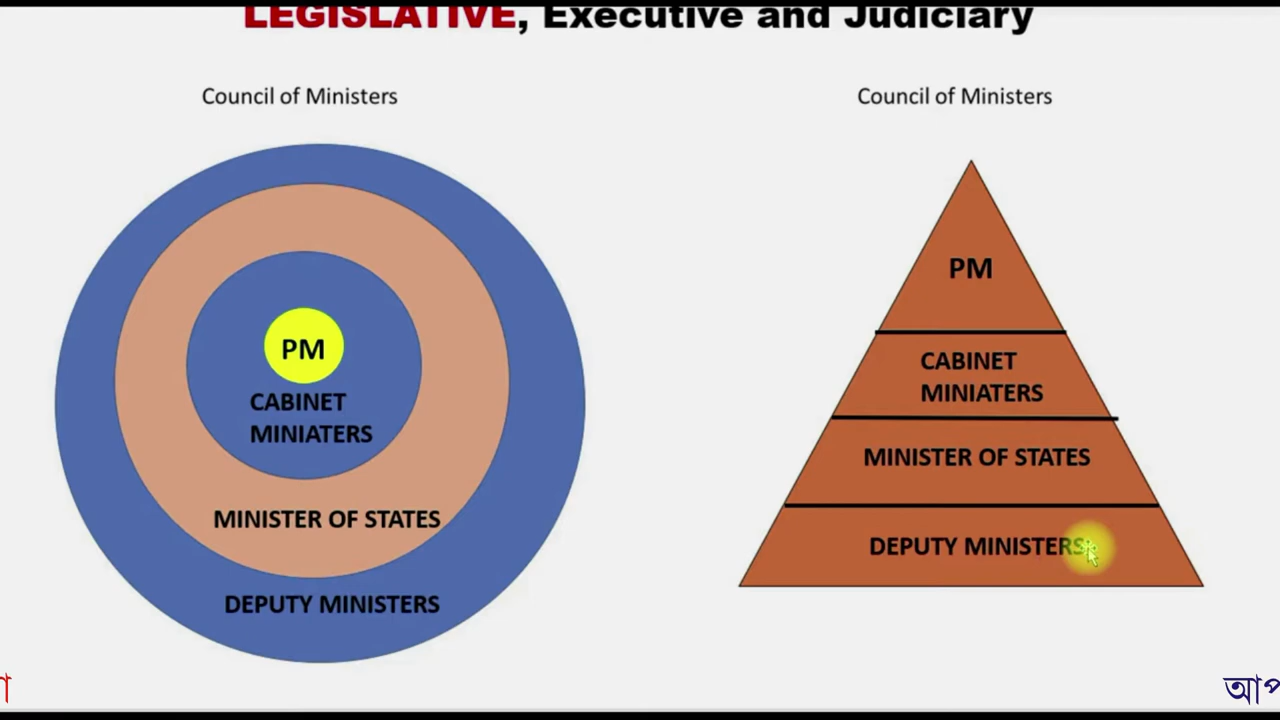 LEGISLATIVE, Executive and Judiciary
Council of Ministers
PM
CABINET
MINIATERS
MINISTER OF STATES
DEPUTY MINISTERS
Council of Ministers
PM
CABINET
MINIATERS
MINISTER OF STATES
DEPUTY MINISTERS